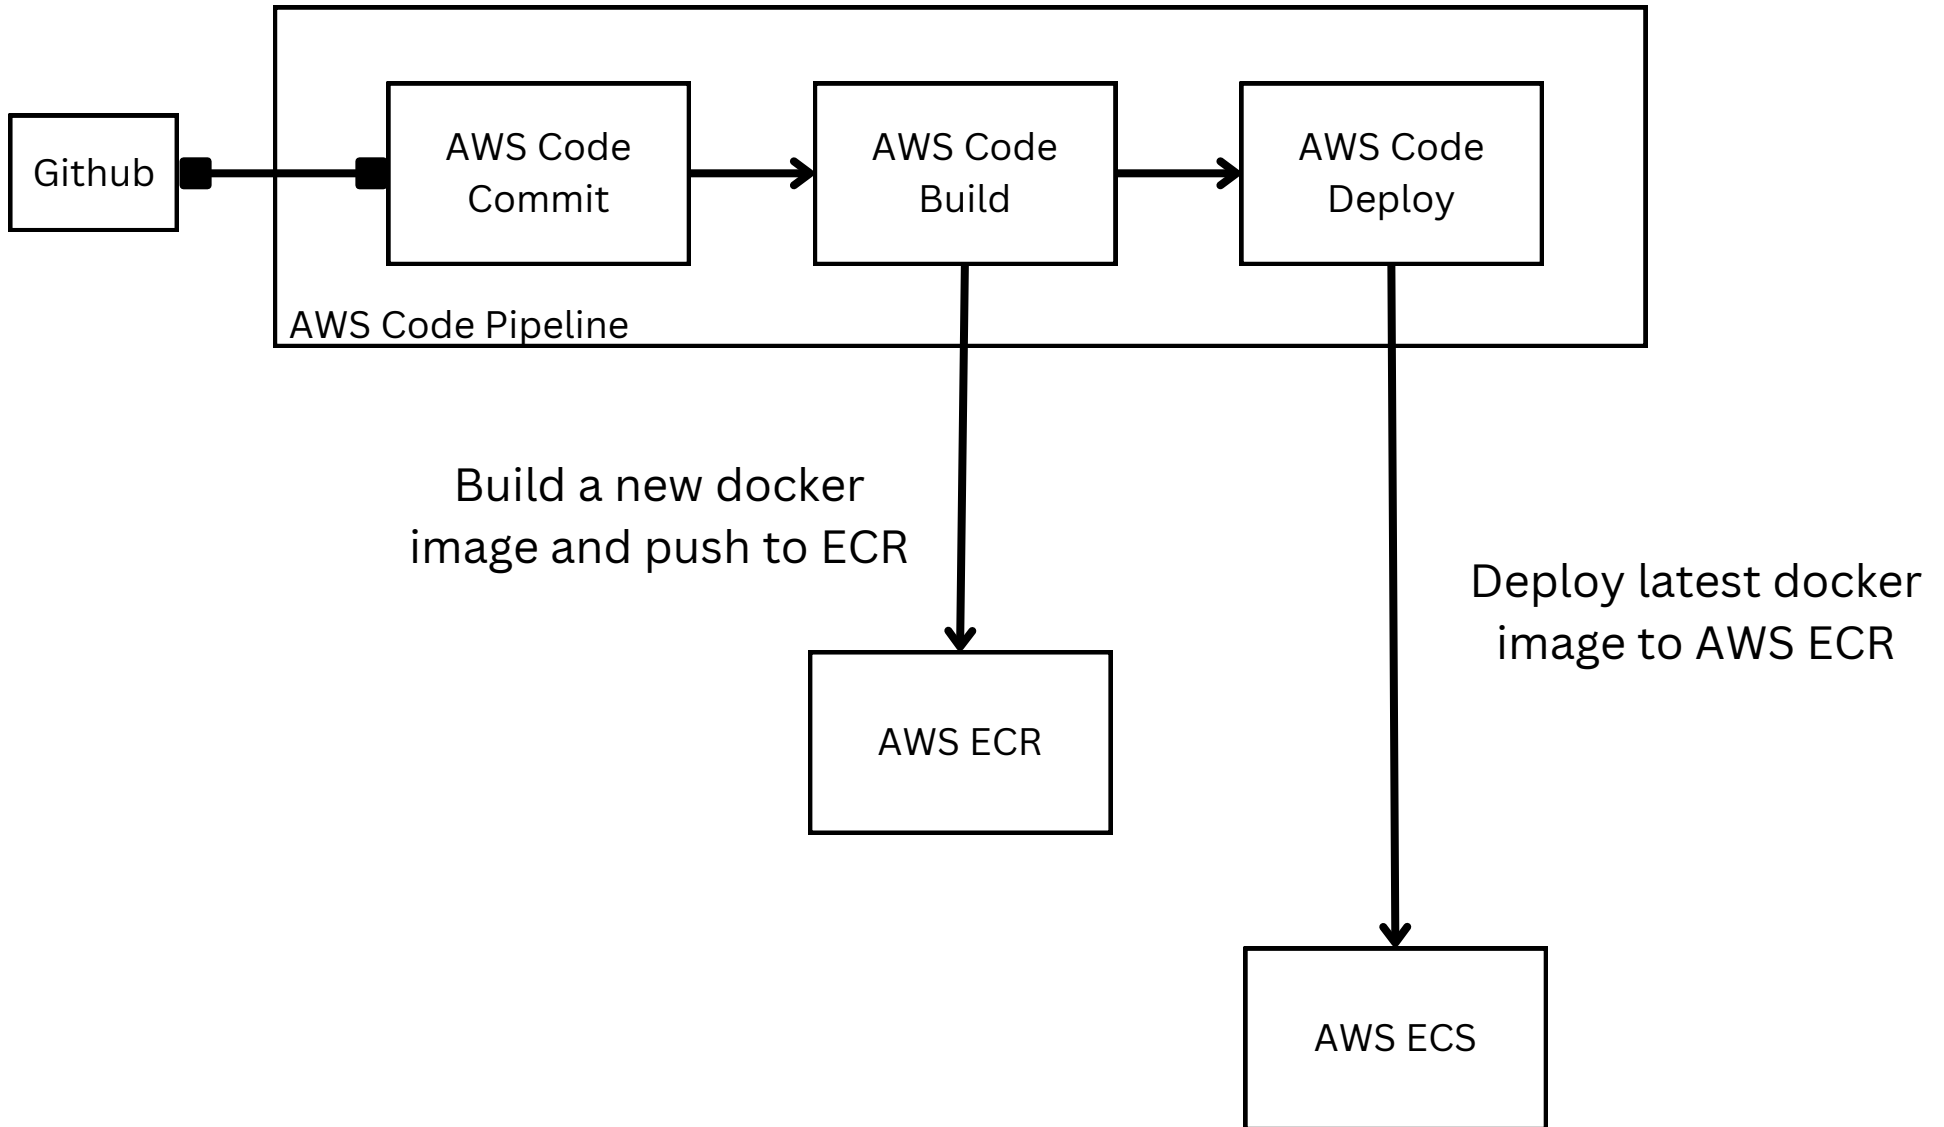 Github
AWS Code
Commit
AWS Code
Build
AWS Code
Deploy
AWS Code Pipeline
Build a new docker
image and push to ECR
Deploy latest docker
image to AWS ECR
AWS ECR
AWS ECS